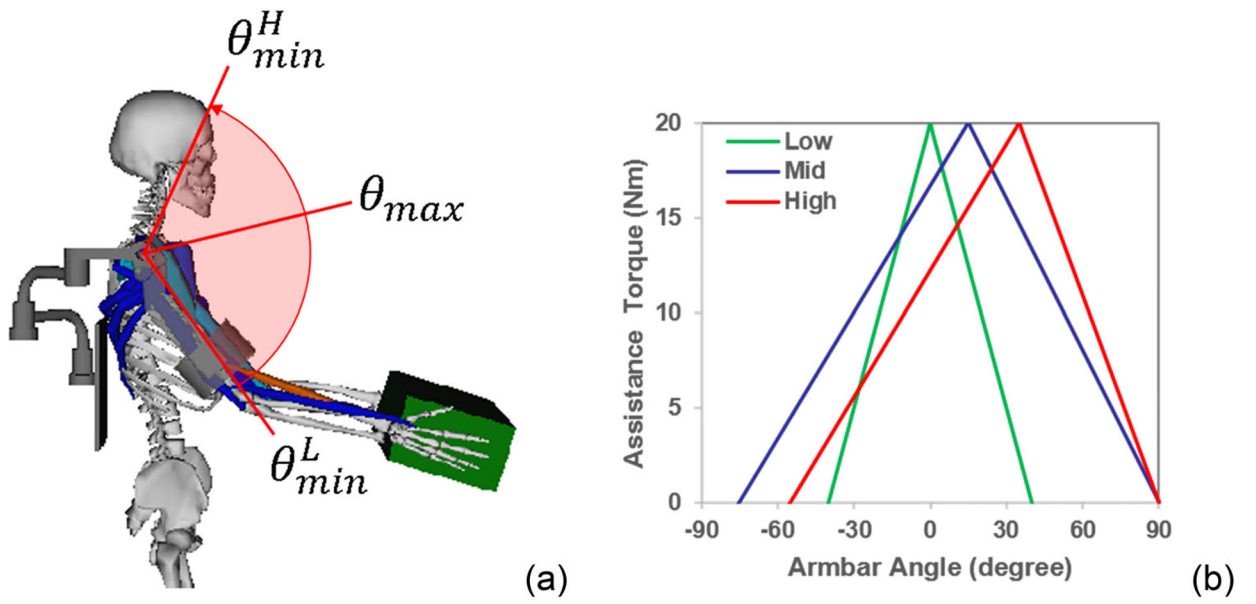 θ^H_min
θ_max
θ^L_min
(a)
Low
Mid
High
Assistance Torque (Nm)
20
15
10
5
0
-90 -60 -30 0 30 60 90
Armbar Angle (degree)
(b)